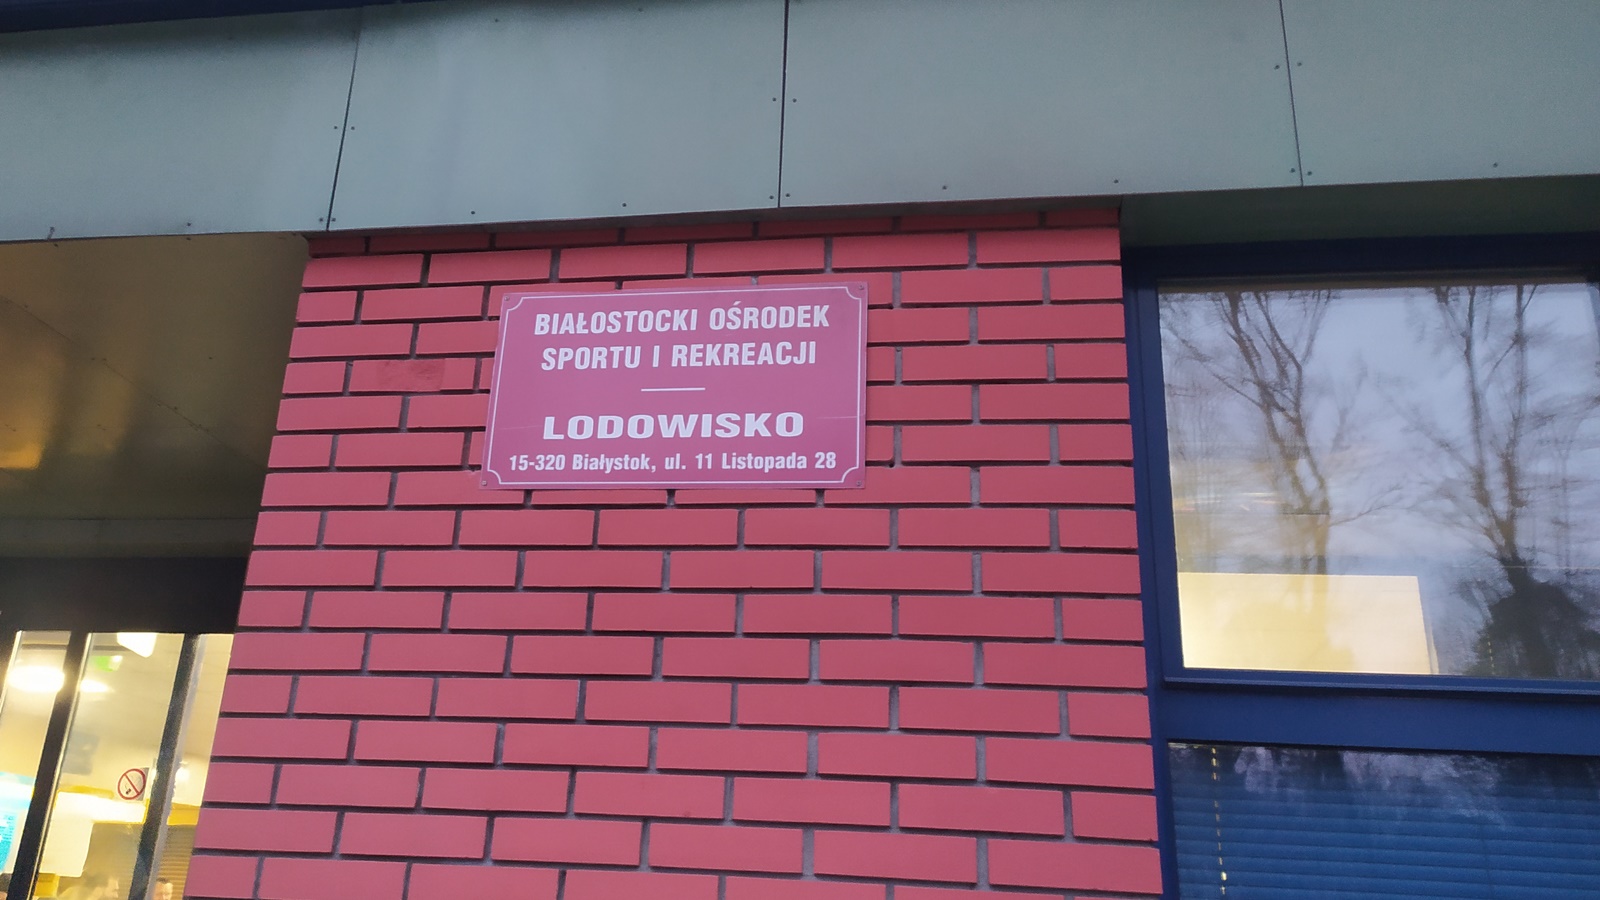 BIAŁOSTOCKI OŚRODEK
SPORTU I REKREACJI
LODOWISKO
15-320 Białystok, ul. 11 Listopada 28